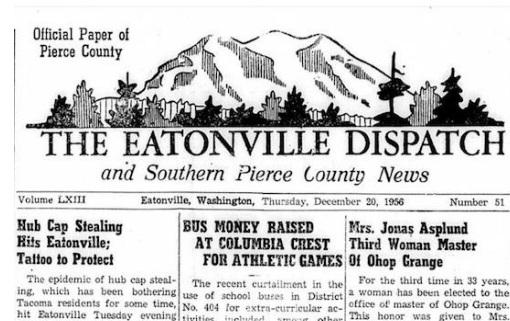 Official Paper of
Pierce County
THE EATONVILLE DISPATCH
and Southern Pierce County News
Volume LXIII Eatonville, Washington, Thursday, December 20, 1956 Number 51
Hub Cap Stealing
Hits Eatonville;
Tattoo to Protect
The epidemic of hub cap steal-
ing, which has been bothering
Tacoma residents for some time,
hit Eatonville Tuesday evening
BUS MONEY RAISED
AT COLUMBIA CREST
FOR ATHLETIC GAMES
The recent curtailment in the
use of school buses in District
No. 404 for extra-curricular ac-
tivities included among other
Mrs. Jonas Asplund
Third Woman Master
Of Ohop Grange
For the third time in 33 years,
a woman has been elected to the
office of master of Ohop Grange.
This honor was given to Mrs.